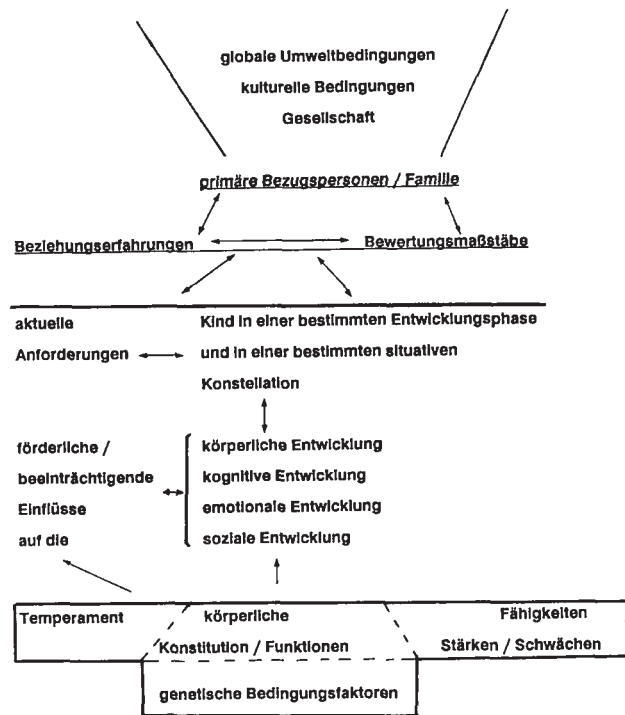 globale Umweltbedingungen
kulturelle Bedingungen
Gesellschaft
primäre Bezugspersonen / Familie
Beziehungserfahrungen
Bewertungsmaßstäbe
aktuelle
Anforderungen
Kind in einer bestimmten Entwicklungsphase
und in einer bestimmten situativen
Konstellation
förderliche /
beeinträchtigende
Einflüsse
auf die
körperliche Entwicklung
kognitive Entwicklung
emotionale Entwicklung
soziale Entwicklung
Temperament
körperliche
Konstitution / Funktionen
Fähigkeiten
Stärken / Schwächen
genetische Bedingungsfaktoren